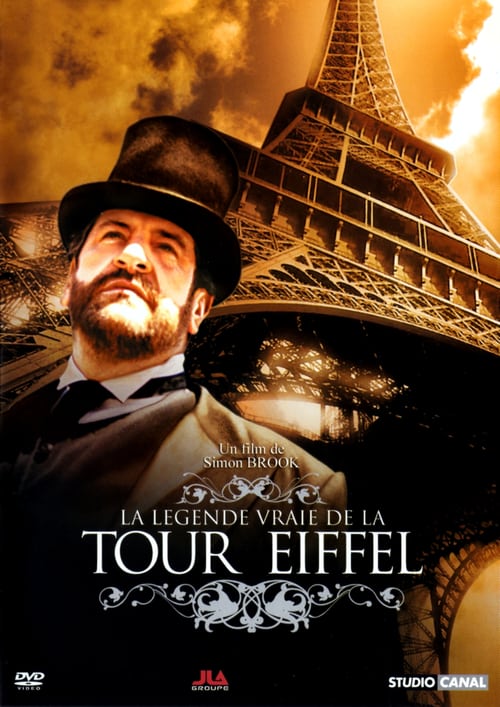 Un film de
Simon BROOK
LA LEGENDE VRAIE DE LA
TOUR EIFFEL
DVD
VIDEO
JLA
GROUPE
STUDIO CANAL